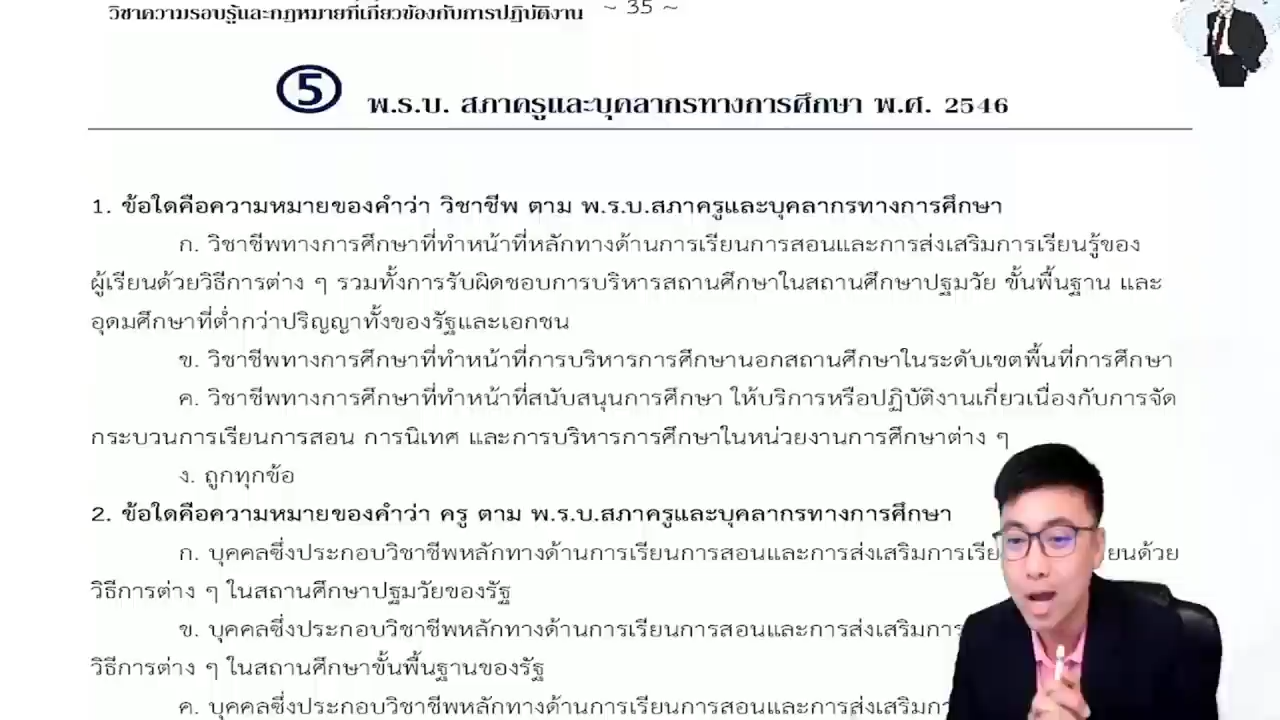 วิชาความรอบรู้และกฎหมายที่เกี่ยวข้องกับการปฏิบัติงาน ~ 35 ~
5 พ.ร.บ. สภาครูและบุคลากรทางการศึกษา พ.ศ. 2546
1. ข้อใดคือความหมายของคำว่า วิชาชีพ ตาม พ.ร.บ.สภาครูและบุคลากรทางการศึกษา
ก. วิชาชีพทางการศึกษาที่ทำหน้าที่หลักทางด้านการเรียนการสอนและการส่งเสริมการเรียนรู้ของ
ผู้เรียนด้วยวิธีการต่าง ๆ รวมทั้งการรับผิดชอบการบริหารสถานศึกษาในสถานศึกษาปฐมวัย ขั้นพื้นฐาน และ
อุดมศึกษาที่ต่ำกว่าปริญญาทั้งของรัฐและเอกชน
ข. วิชาชีพทางการศึกษาที่ทำหน้าที่การบริหารการศึกษานอกสถานศึกษาในระดับเขตพื้นที่การศึกษา
ค. วิชาชีพทางการศึกษาที่ทำหน้าที่สนับสนุนการศึกษา ให้บริการหรือปฏิบัติงานเกี่ยวเนื่องกับการจัด
กระบวนการเรียนการสอน การนิเทศ และการบริหารการศึกษาในหน่วยงานการศึกษาต่าง ๆ
ง. ถูกทุกข้อ
2. ข้อใดคือความหมายของคำว่า ครู ตาม พ.ร.บ.สภาครูและบุคลากรทางการศึกษา
ก. บุคคลซึ่งประกอบวิชาชีพหลักทางด้านการเรียนการสอนและการส่งเสริมการเรีย ยนด้วย
วิธีการต่าง ๆ ในสถานศึกษาปฐมวัยของรัฐ
ข. บุคคลซึ่งประกอบวิชาชีพหลักทางด้านการเรียนการสอนและการส่งเสริมการ
วิธีการต่าง ๆ ในสถานศึกษาขั้นพื้นฐานของรัฐ
ค. บุคคลซึ่งประกอบวิชาชีพหลักทางด้านการเรียนการสอนและการส่งเสริมกา